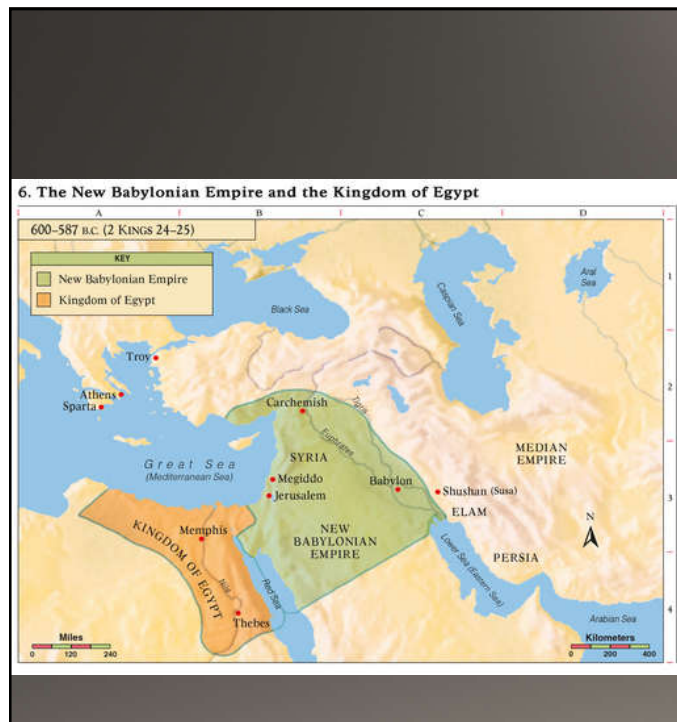 6. The New Babylonian Empire and the Kingdom of Egypt
A B C D
600–587 B.C. (2 KINGS 24–25)
KEY
New Babylonian Empire
Kingdom of Egypt
1
Aral
Sea
Caspian Sea
Black Sea
Troy
2
Athens
Sparta
Carchemish
Tigris
Euphrates
MEDIAN
EMPIRE
SYRIA
Great Sea
(Mediterranean Sea)
Megiddo
Babylon
Shushan (Susa)
Jerusalem
3
ELAM
NEW
BABYLONIAN
EMPIRE
N
Memphis
KINGDOM OF EGYPT
Lower Sea (Eastern Sea)
PERSIA
Nile
Red Sea
4
Thebes
Arabian Sea
Miles
0 120 240
Kilometers
0 200 400